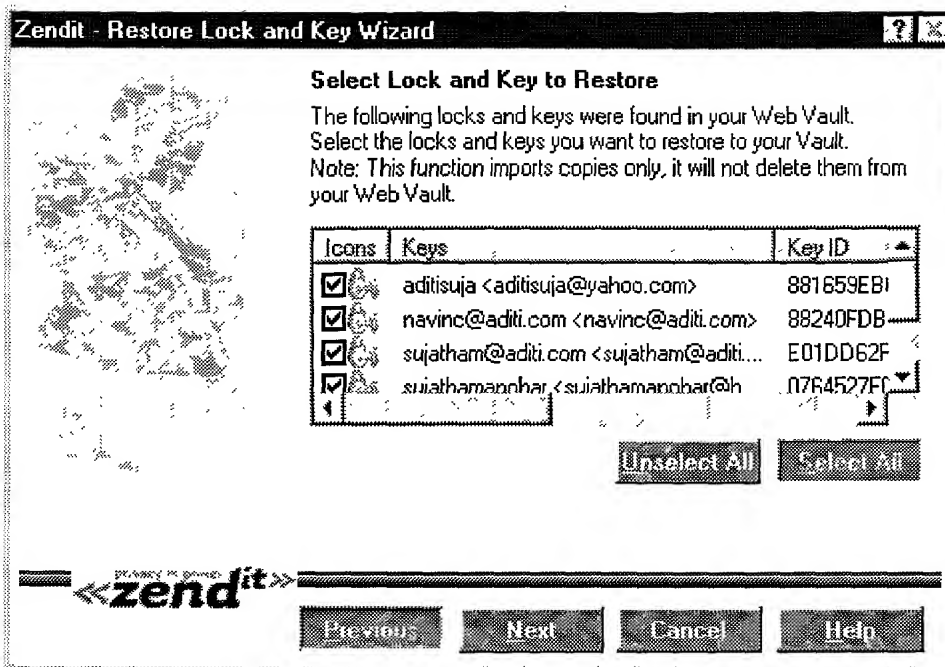 Zendit - Restore Lock and Key Wizard
Select Lock and Key to Restore
The following locks and keys were found in your Web Vault.
Select the locks and keys you want to restore to your Vault.
Note: This function imports copies only, it will not delete them from
your Web Vault.
Icons Keys Key ID
aditisuja <aditisuja@yahoo.com> 881659EB
navinc@aditi.com <navinc@aditi.com> 88240FDB
sujatham@aditi.com <sujatham@aditi.... E01DD62F
sujathamanohar <sujathamanohar@h 0764527F
Unselect All Select All
«zendit»
Previous Next Cancel Help